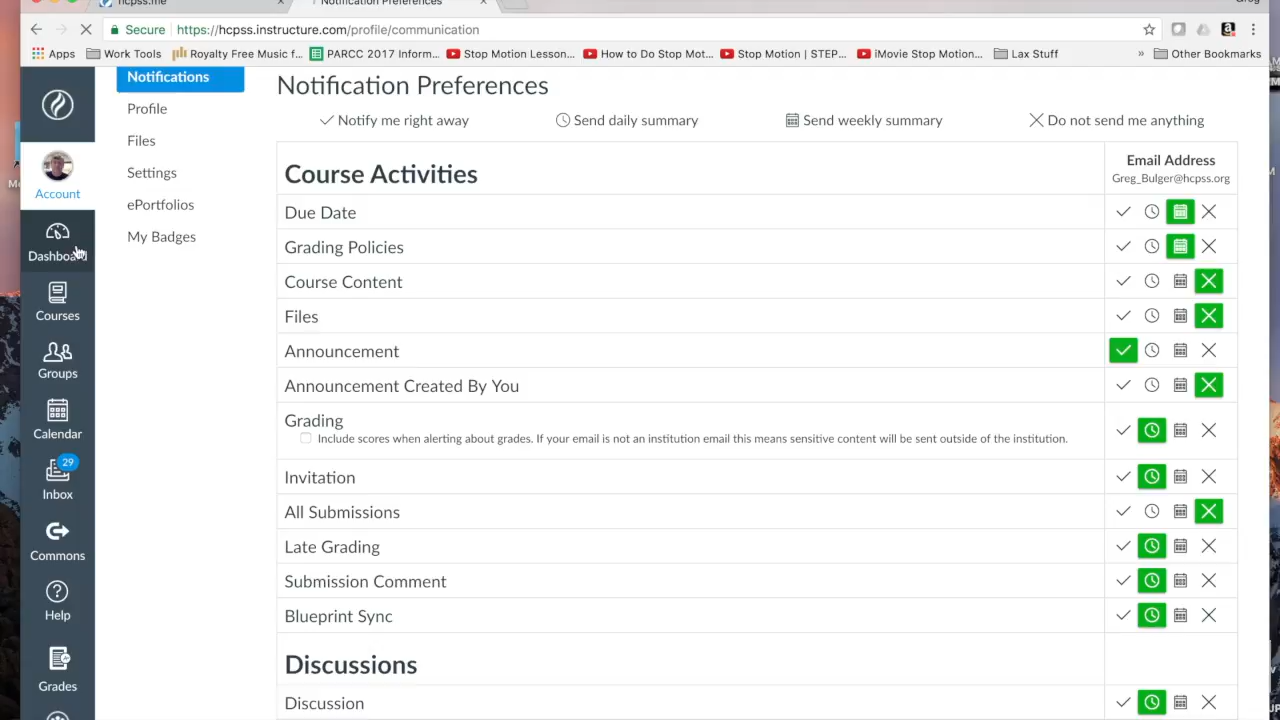 hcpss.me
Notification Preferences
Greg
Secure https://hcpss.instructure.com/profile/communication
Apps Work Tools Royalty Free Music f... PARCC 2017 Inform... Stop Motion Lesson... How to Do Stop Mot... Stop Motion | STEP... iMovie Stop Motion... Lax Stuff » Other Bookmarks
Notifications
Profile
Files
Settings
ePortfolios
My Badges
Account
Dashboard
Courses
Groups
Calendar
29
Inbox
Commons
Help
Grades
Notification Preferences
Notify me right away Send daily summary Send weekly summary Do not send me anything
Course Activities
Email Address
Greg_Bulger@hcpss.org
Due Date
Grading Policies
Course Content
Files
Announcement
Announcement Created By You
Grading
Include scores when alerting about grades. If your email is not an institution email this means sensitive content will be sent outside of the institution.
Invitation
All Submissions
Late Grading
Submission Comment
Blueprint Sync
Discussions
Discussion